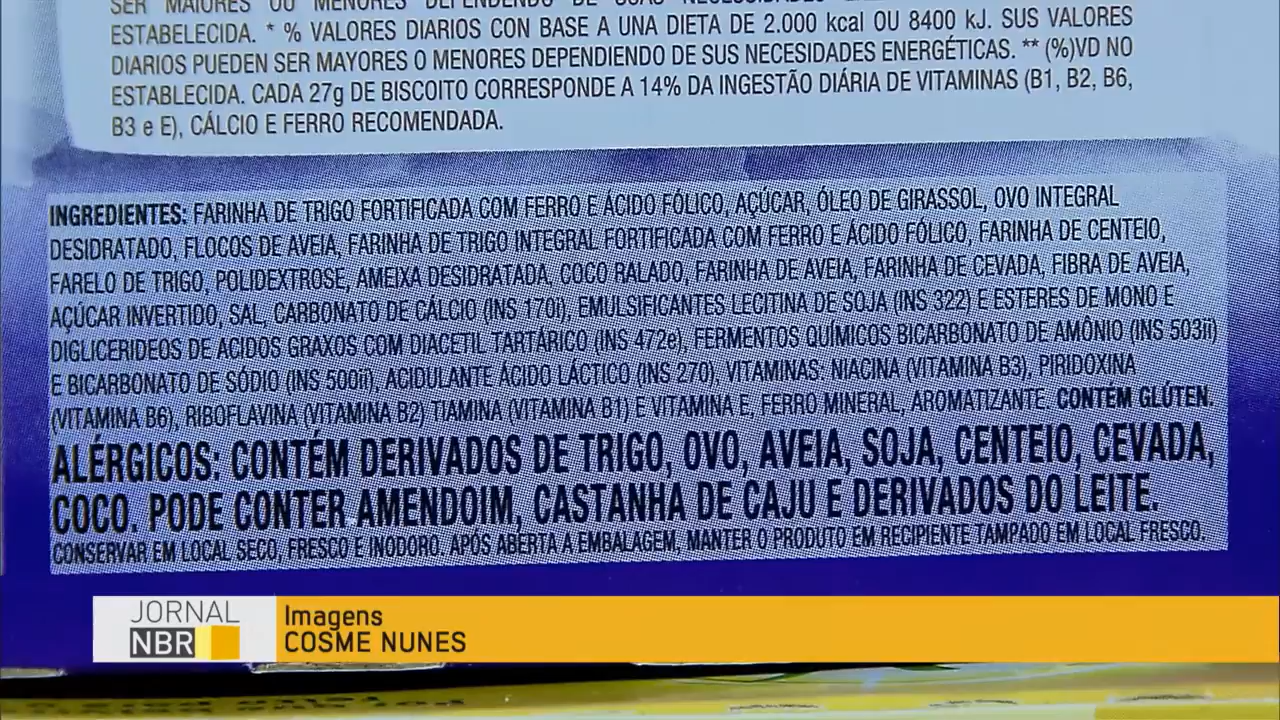 SER MAIORES OU MENORES DEPENDENDO DE SUAS NECESSIDADES
ESTABELECIDA. * % VALORES DIARIOS CON BASE A UNA DIETA DE 2.000 kcal OU 8400 kJ. SUS VALORES
DIARIOS PUEDEN SER MAYORES O MENORES DEPENDIENDO DE SUS NECESIDADES ENERGÉTICAS. ** (%)VD NO
ESTABLECIDA. CADA 27g DE BISCOITO CORRESPONDE A 14% DA INGESTÃO DIÁRIA DE VITAMINAS (B1, B2, B6,
B3 e E), CÁLCIO E FERRO RECOMENDADA.
INGREDIENTES: FARINHA DE TRIGO FORTIFICADA COM FERRO E ÁCIDO FÓLICO, AÇÚCAR, ÓLEO DE GIRASSOL, OVO INTEGRAL
DESIDRATADO, FLOCOS DE AVEIA, FARINHA DE TRIGO INTEGRAL FORTIFICADA COM FERRO E ÁCIDO FÓLICO, FARINHA DE CENTEIO,
FARELO DE TRIGO, POLIDEXTROSE, AMEIXA DESIDRATADA, COCO RALADO, FARINHA DE AVEIA, FARINHA DE CEVADA, FIBRA DE AVEIA,
AÇÚCAR INVERTIDO, SAL, CARBONATO DE CÁLCIO (INS 170i), EMULSIFICANTES LECITINA DE SOJA (INS 322) E ESTERES DE MONO E
DIGLICERIDEOS DE ACIDOS GRAXOS COM DIACETIL TARTÁRICO (INS 472e), FERMENTOS QUÍMICOS BICARBONATO DE AMÔNIO (INS 503ii)
E BICARBONATO DE SÓDIO (INS 500ii), ACIDULANTE ÁCIDO LÁCTICO (INS 270), VITAMINAS: NIACINA (VITAMINA B3), PIRIDOXINA
(VITAMINA B6), RIBOFLAVINA (VITAMINA B2) TIAMINA (VITAMINA B1) E VITAMINA E, FERRO MINERAL, AROMATIZANTE. CONTÉM GLÚTEN.
ALÉRGICOS: CONTÉM DERIVADOS DE TRIGO, OVO, AVEIA, SOJA, CENTEIO, CEVADA,
COCO. PODE CONTER AMENDOIM, CASTANHA DE CAJU E DERIVADOS DO LEITE.
CONSERVAR EM LOCAL SECO, FRESCO E INODORO. APÓS ABERTA A EMBALAGEM, MANTER O PRODUTO EM RECIPIENTE TAMPADO EM LOCAL FRESCO.
JORNAL
NBR
Imagens
COSME NUNES